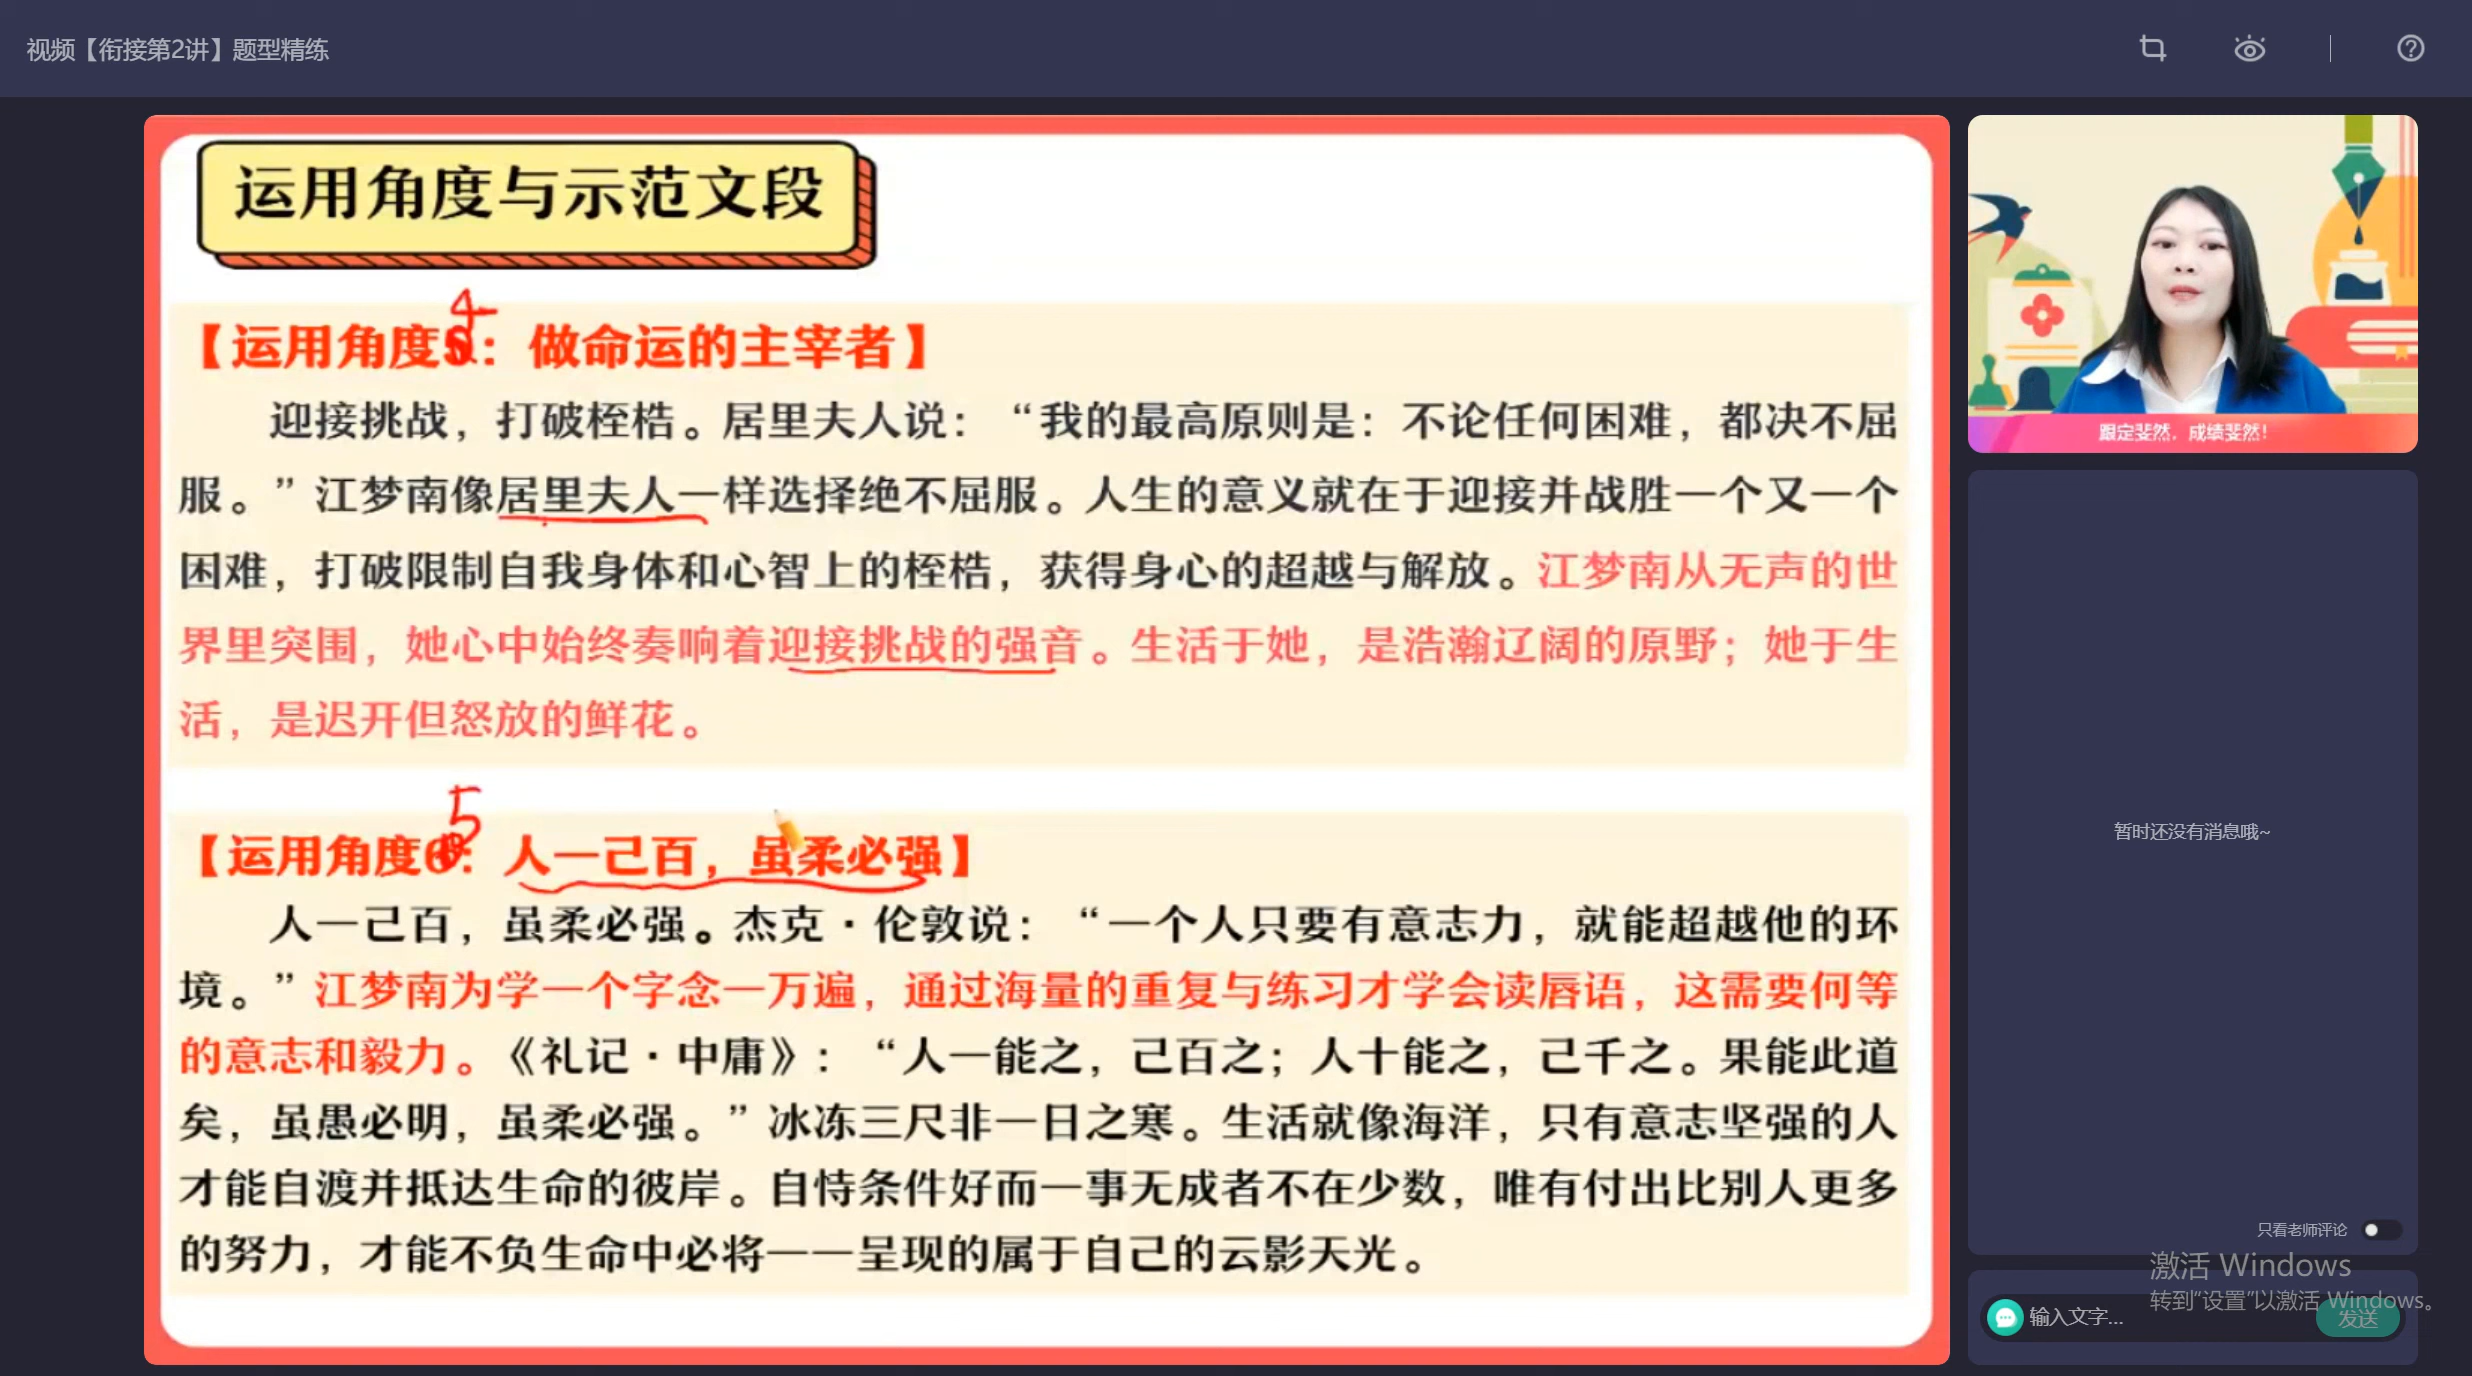 视频【衔接第2讲】题型精练
运用角度与示范文段
4
【运用角度：做命运的主宰者】
迎接挑战，打破桎梏。居里夫人说：“我的最高原则是：不论任何困难，都决不屈
服。”江梦南像居里夫人一样选择绝不屈服。人生的意义就在于迎接并战胜一个又一个
困难，打破限制自我身体和心智上的桎梏，获得身心的超越与解放。江梦南从无声的世
界里突围，她心中始终奏响着迎接挑战的强音。生活于她，是浩瀚辽阔的原野；她于生
活，是迟开但怒放的鲜花。
5
【运用角度：人一己百，虽柔必强】
人一己百，虽柔必强。杰克·伦敦说：“一个人只要有意志力，就能超越他的环
境。”江梦南为学一个字念一万遍，通过海量的重复与练习才学会读唇语，这需要何等
的意志和毅力。《礼记·中庸》：“人一能之，己百之；人十能之，己千之。果能此道
矣，虽愚必明，虽柔必强。”冰冻三尺非一日之寒。生活就像海洋，只有意志坚强的人
才能自渡并抵达生命的彼岸。自恃条件好而一事无成者不在少数，唯有付出比别人更多
的努力，才能不负生命中必将一一呈现的属于自己的云影天光。
跟定斐然，成绩斐然！
暂时还没有消息哦~
只看老师评论
激活 Windows
转到“设置”以激活 Windows。
输入文字...
发送